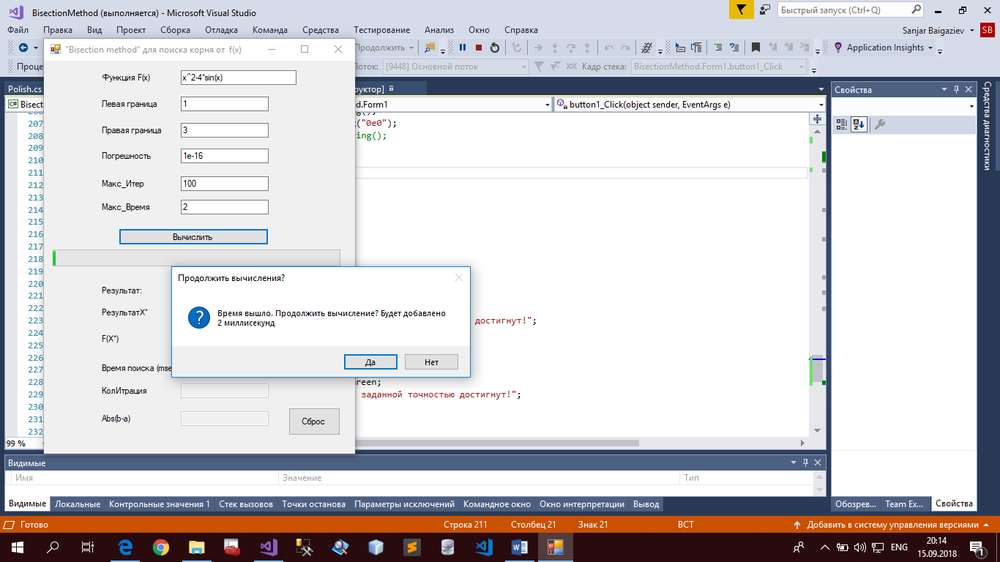 BisectionMethod (выполняется) - Microsoft Visual Studio
Быстрый запуск (Ctrl+Q)
Файл Правка Вид Проект Сборка Отладка Команда Средства Тестирование Анализ Окно Справка
Sanjar Baigaziev SB
Продолжить
Application Insights
Проце
Поток: [9448] Основной поток
Кадр стека: BisectionMethod.Form1.button1_Click
Polish.cs
руктор]
C# Bisect
d.Form1
button1_Click(object sender, EventArgs e)
207
("0e0");
208
ing();
209
210
211
212
213
214
215
216
217
218
219
220
221
222
223
достигнут!";
224
225
226
227
228
reen;
229
заданной точностью достигнут!";
230
231
232
99 %
"Bisection method" для поиска корня от f(x)
Функция F(x) x^2-4*sin(x)
Левая граница 1
Правая граница 3
Погрешность 1e-16
Макс_Итер 100
Макс_Время 2
Вычислить
Результат:
РезультатX*
F(X*)
Время поиска (mse
КолИтрация
Abs(b-a)
Сброс
Продолжить вычисления?
Время вышло. Продолжить вычисление? Будет добавлено
2 миллисекунд
Да Нет
Свойства
Средства диагностики
Видимые
Имя Значение Тип
Видимые Локальные Контрольные значения 1 Стек вызовов Точки останова Параметры исключений Командное окно Окно интерпретации Вывод
Обозрев... Team Ex... Свойства
Готово Строка 211 Столбец 21 Знак 21 ВСТ Добавить в систему управления версиями
ENG
20:14
15.09.2018
1